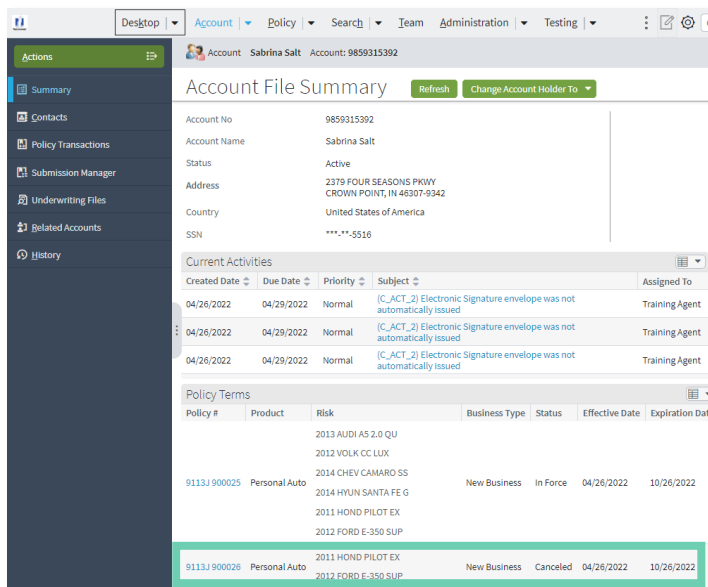 Desktop Account Policy Search Team Administration Testing
Actions
Account Sabrina Salt Account: 9859315392
Summary
Contacts
Policy Transactions
Submission Manager
Underwriting Files
Related Accounts
History
Account File Summary Refresh Change Account Holder To
Account No 9859315392
Account Name Sabrina Salt
Status Active
Address 2379 FOUR SEASONS PKWY
CROWN POINT, IN 46307-9342
Country United States of America
SSN ***-**-5516
Current Activities
Created Date Due Date Priority Subject Assigned To
04/26/2022 04/29/2022 Normal (C_ACT_2) Electronic Signature envelope was not automatically issued Training Agent
04/26/2022 04/29/2022 Normal (C_ACT_2) Electronic Signature envelope was not automatically issued Training Agent
04/26/2022 04/29/2022 Normal (C_ACT_2) Electronic Signature envelope was not automatically issued Training Agent
Policy Terms
Policy # Product Risk Business Type Status Effective Date Expiration Dat
2013 AUDI A5 2.0 QU
2012 VOLK CC LUX
2014 CHEV CAMARO SS
9113J 900025 Personal Auto New Business In Force 04/26/2022 10/26/2022
2014 HYUN SANTA FE G
2011 HOND PILOT EX
2012 FORD E-350 SUP
2011 HOND PILOT EX
9113J 900026 Personal Auto New Business Canceled 04/26/2022 10/26/2022
2012 FORD E-350 SUP